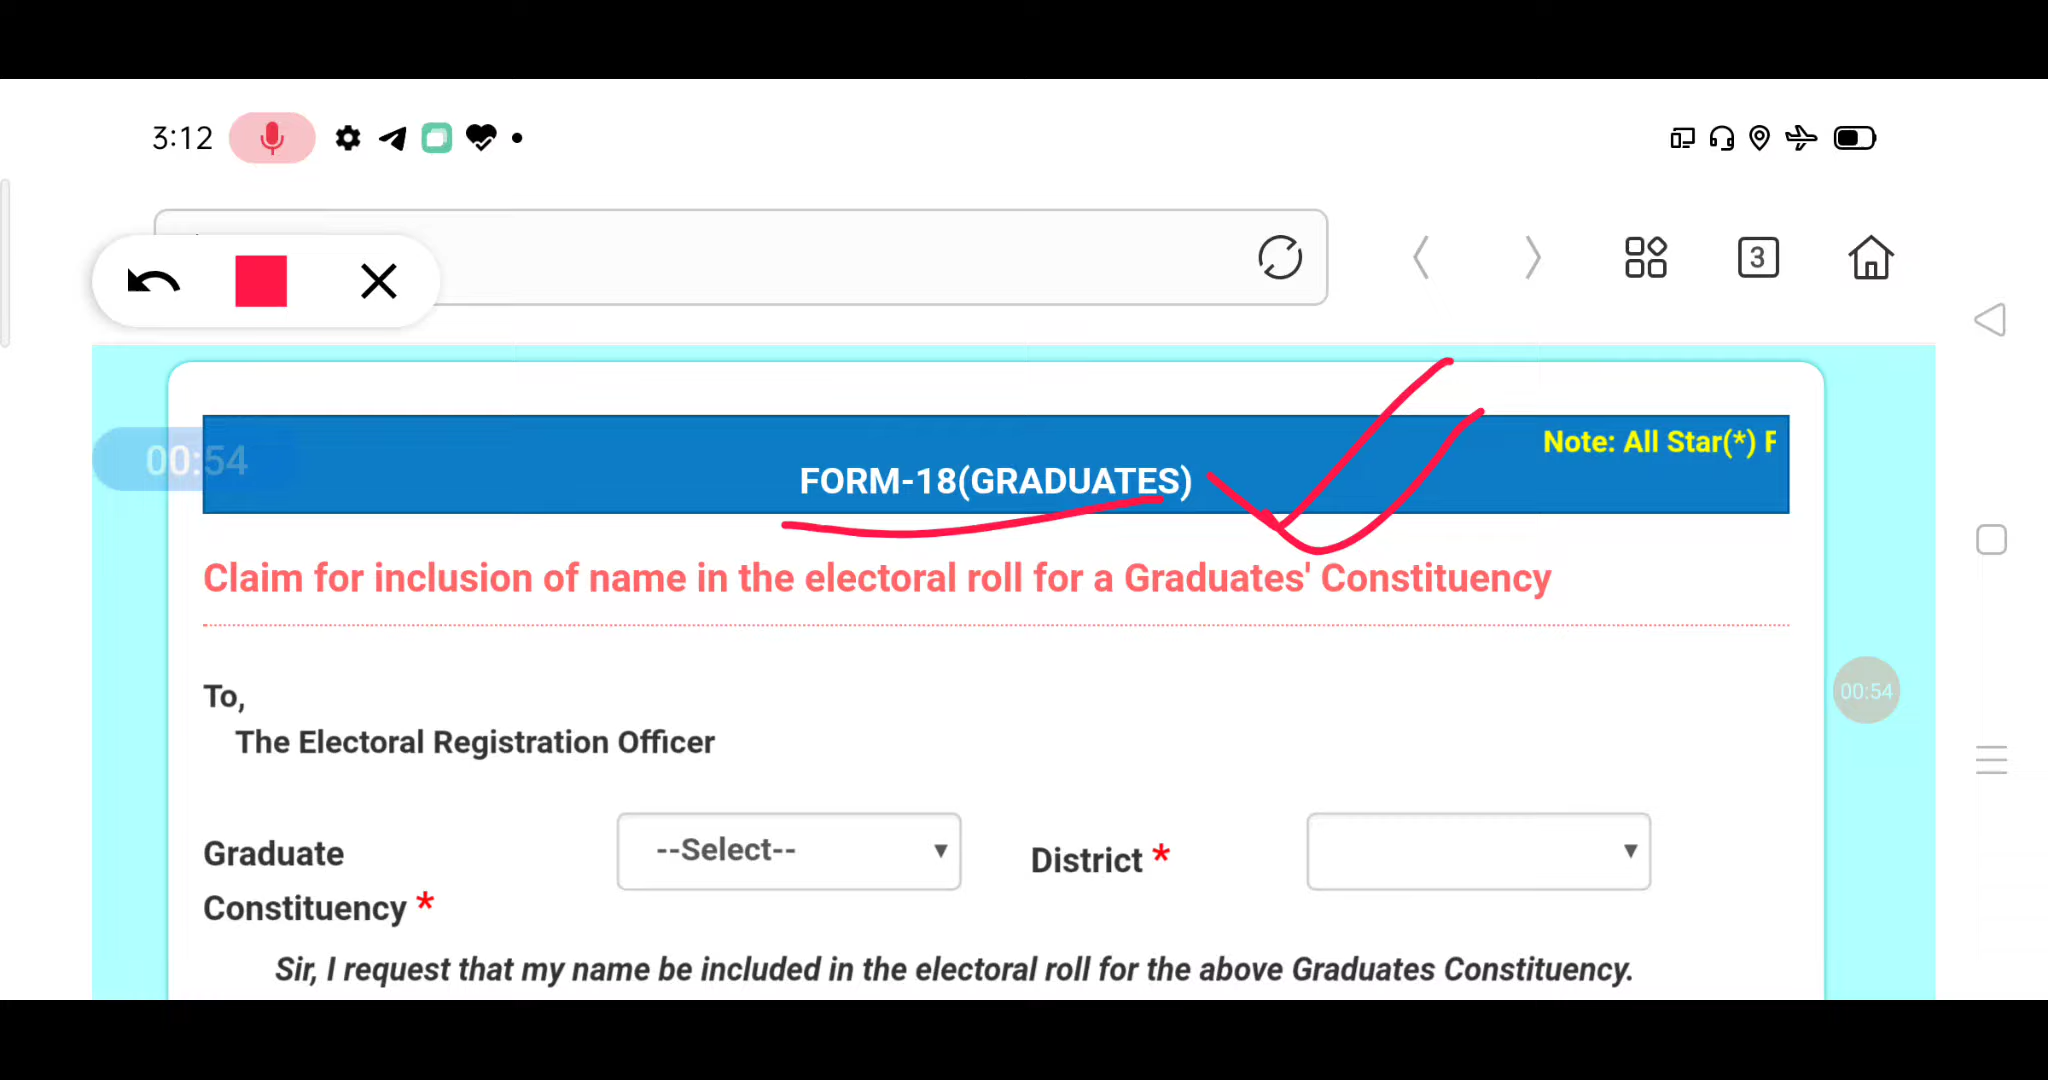 3:12
3
00:54
Note: All Star(*) F
FORM-18(GRADUATES)
Claim for inclusion of name in the electoral roll for a Graduates' Constituency
To,
The Electoral Registration Officer
00:54
Graduate Constituency * --Select-- District *
Sir, I request that my name be included in the electoral roll for the above Graduates Constituency.